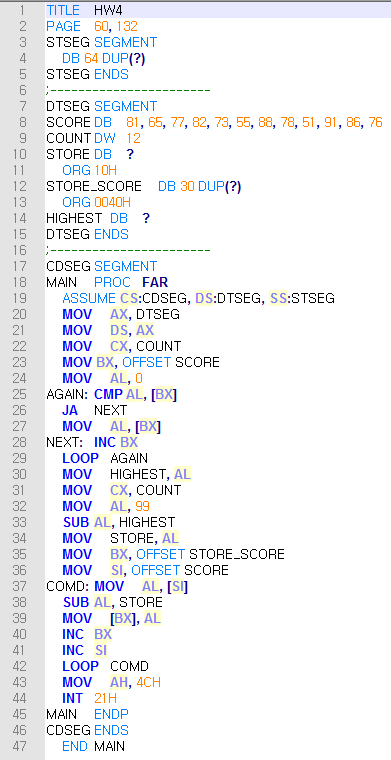 1 TITLE HW4
2 PAGE 60, 132
3 STSEG SEGMENT
4 DB 64 DUP(?)
5 STSEG ENDS
6 ;-----------------------
7 DTSEG SEGMENT
8 SCORE DB 81, 65, 77, 82, 73, 55, 88, 78, 51, 91, 86, 76
9 COUNT DW 12
10 STORE DB ?
11 ORG 10H
12 STORE_SCORE DB 30 DUP(?)
13 ORG 0040H
14 HIGHEST DB ?
15 DTSEG ENDS
16 ;-----------------------
17 CDSEG SEGMENT
18 MAIN PROC FAR
19 ASSUME CS:CDSEG, DS:DTSEG, SS:STSEG
20 MOV AX, DTSEG
21 MOV DS, AX
22 MOV CX, COUNT
23 MOV BX, OFFSET SCORE
24 MOV AL, 0
25 AGAIN: CMP AL, [BX]
26 JA NEXT
27 MOV AL, [BX]
28 NEXT: INC BX
29 LOOP AGAIN
30 MOV HIGHEST, AL
31 MOV CX, COUNT
32 MOV AL, 99
33 SUB AL, HIGHEST
34 MOV STORE, AL
35 MOV BX, OFFSET STORE_SCORE
36 MOV SI, OFFSET SCORE
37 COMD: MOV AL, [SI]
38 SUB AL, STORE
39 MOV [BX], AL
40 INC BX
41 INC SI
42 LOOP COMD
43 MOV AH, 4CH
44 INT 21H
45 MAIN ENDP
46 CDSEG ENDS
47 END MAIN